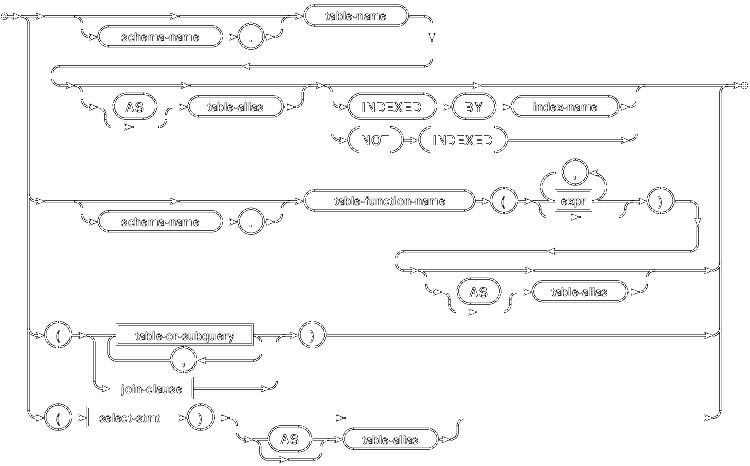 table-name
schema-name .
AS table-alias INDEXED BY index-name
NOT INDEXED
,
table-function-name ( expr )
schema-name .
AS table-alias
( table-or-subquery )
,
join-clause
( select-stmt )
AS table-alias